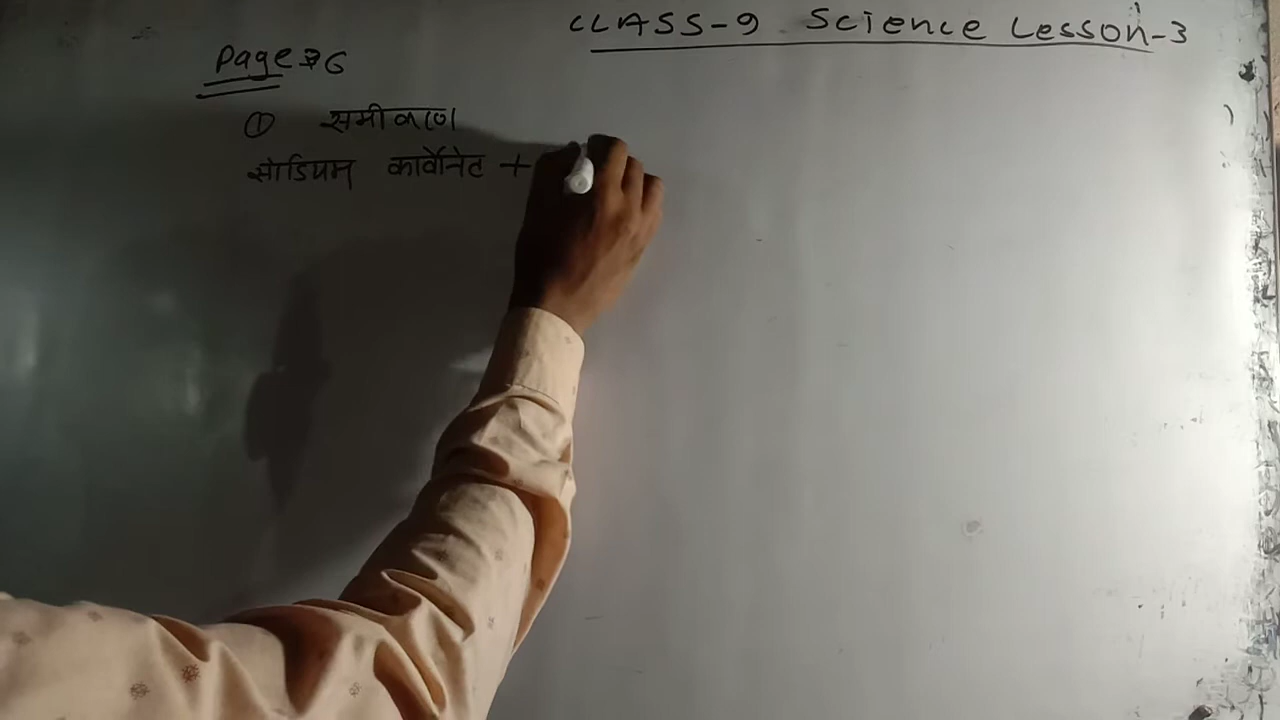 CLASS-9 Science Lesson-3
Page 36
① समीकरण
सोडियम कार्बोनेट +